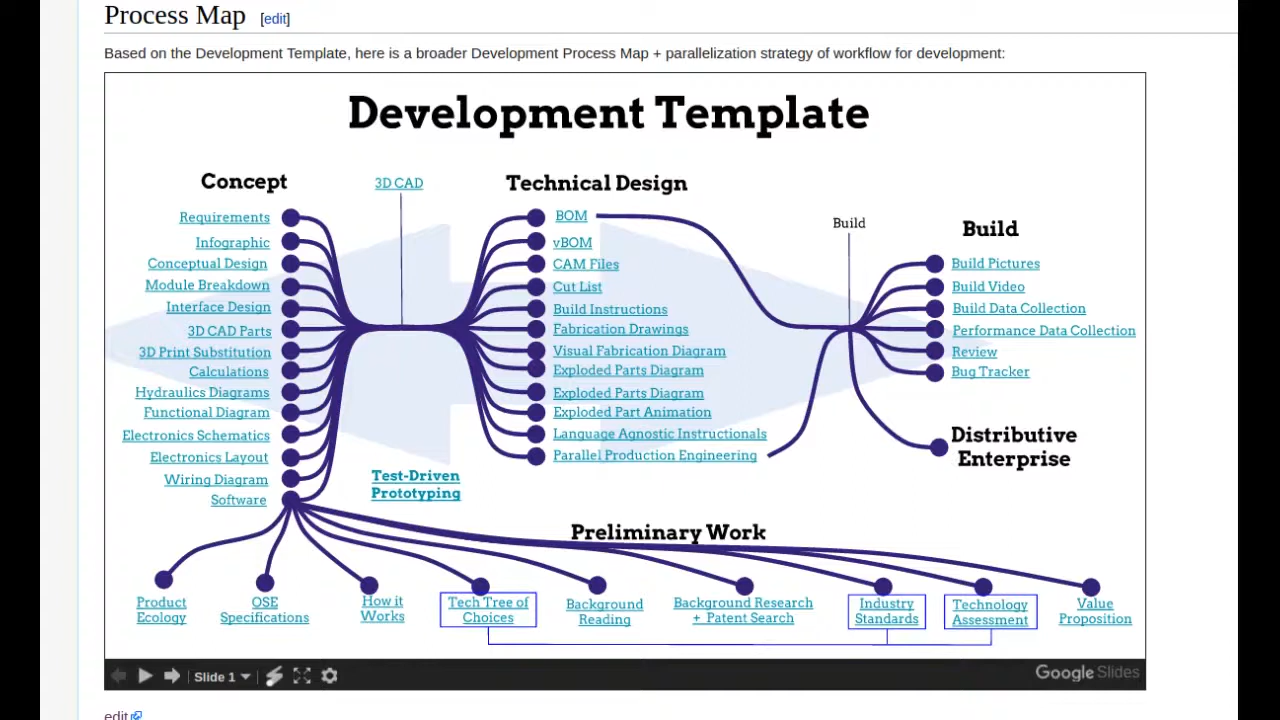 Process Map [edit]
Based on the Development Template, here is a broader Development Process Map + parallelization strategy of workflow for development:
Development Template
Concept
3D CAD
Technical Design
Build
Build
Requirements
Infographic
Conceptual Design
Module Breakdown
Interface Design
3D CAD Parts
3D Print Substitution
Calculations
Hydraulics Diagrams
Functional Diagram
Electronics Schematics
Electronics Layout
Wiring Diagram
Software
BOM
vBOM
CAM Files
Cut List
Build Instructions
Fabrication Drawings
Visual Fabrication Diagram
Exploded Parts Diagram
Exploded Parts Diagram
Exploded Part Animation
Language Agnostic Instructionals
Parallel Production Engineering
Build Pictures
Build Video
Build Data Collection
Performance Data Collection
Review
Bug Tracker
Distributive
Enterprise
Test-Driven
Prototyping
Preliminary Work
Product
Ecology
OSE
Specifications
How it
Works
Tech Tree of
Choices
Background
Reading
Background Research
+ Patent Search
Industry
Standards
Technology
Assessment
Value
Proposition
Slide 1
Google Slides
edit